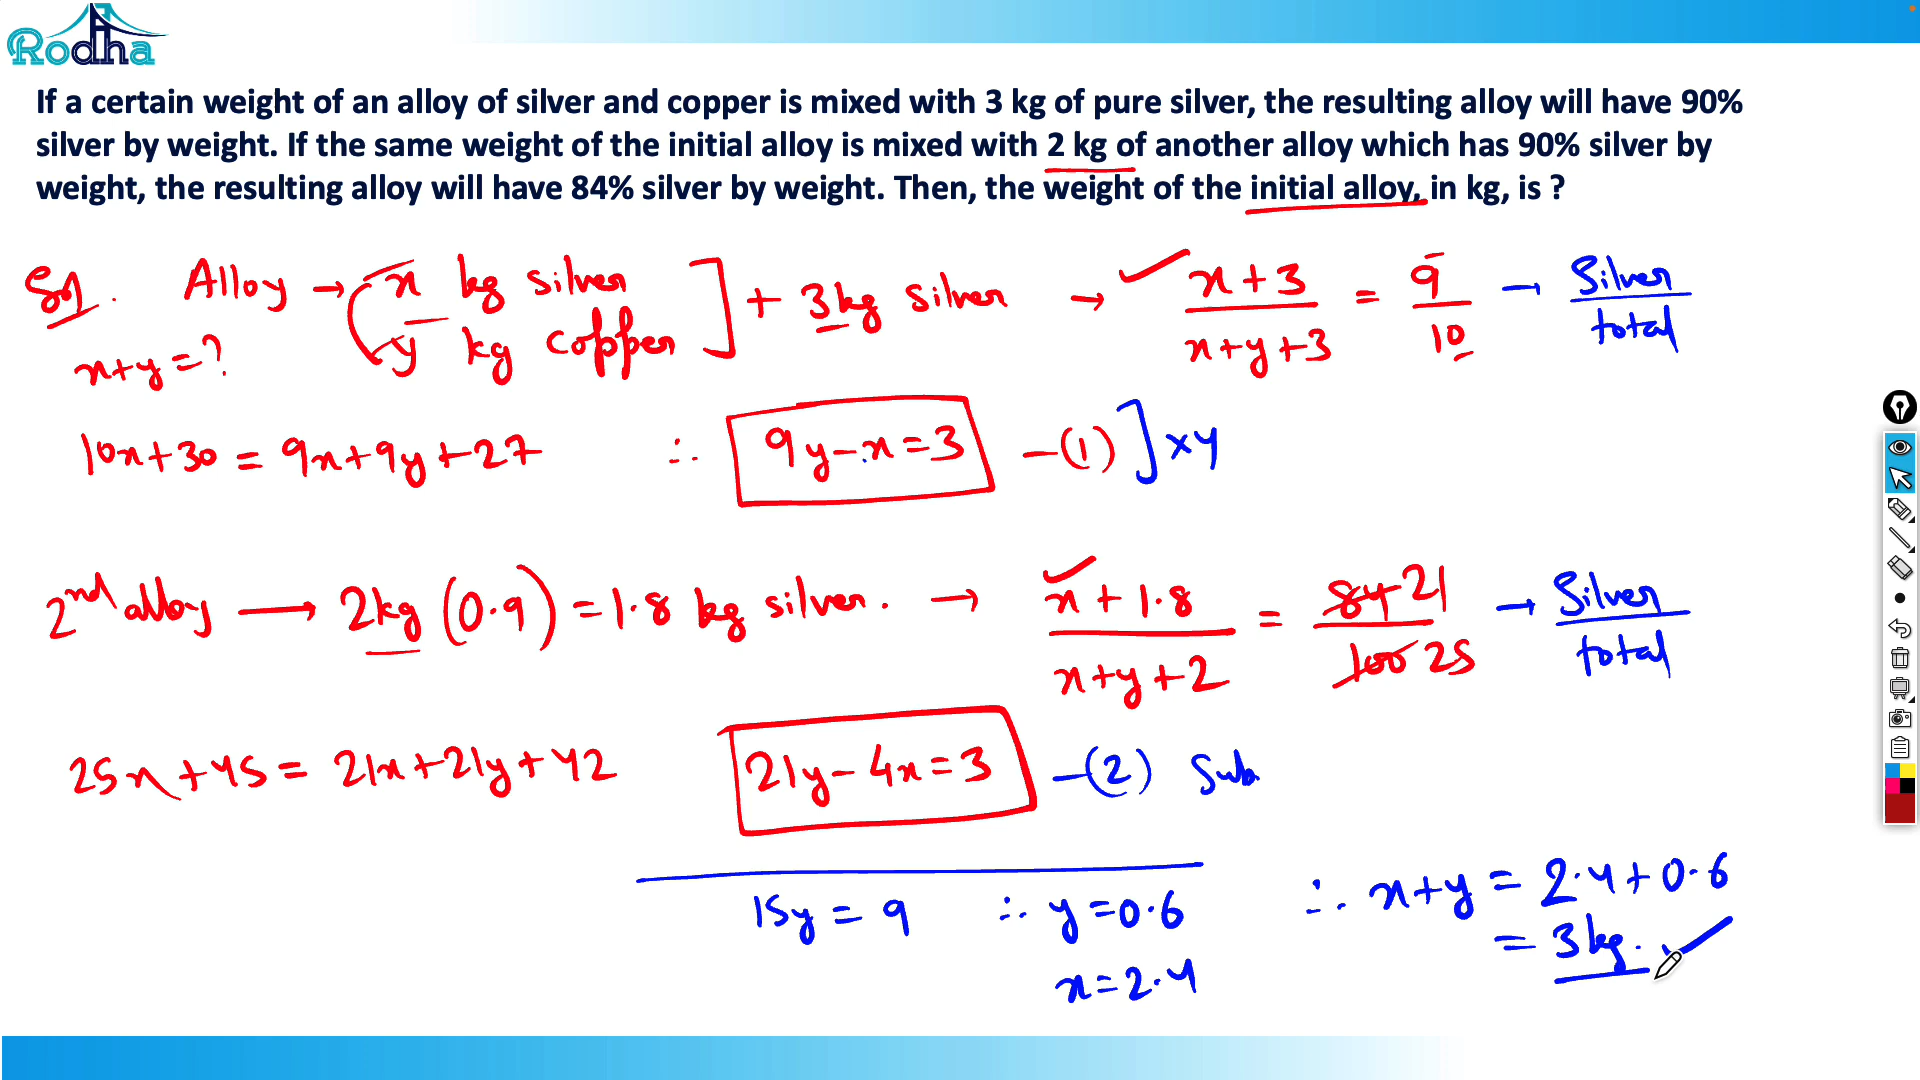 Rodha
If a certain weight of an alloy of silver and copper is mixed with 3 kg of pure silver, the resulting alloy will have 90%
silver by weight. If the same weight of the initial alloy is mixed with 2 kg of another alloy which has 90% silver by
weight, the resulting alloy will have 84% silver by weight. Then, the weight of the initial alloy, in kg, is ?
Sol. Alloy → (x kg silver y kg copper] + 3kg silver → x+3/x+y+3 = 9/10 → Silver/total
x+y=?
10x+30 = 9x+9y+27 ∴ 9y-x=3 -(1)] x4
2nd alloy → 2kg (0.9) = 1.8 kg silver. → x+1.8/x+y+2 = 84 21/100 25 → Silver/total
25x+45 = 21x+21y+42 21y-4x=3 -(2) Sub
15y = 9 ∴ y=0.6 ∴ x+y = 2.4+0.6
x=2.4 = 3kg.